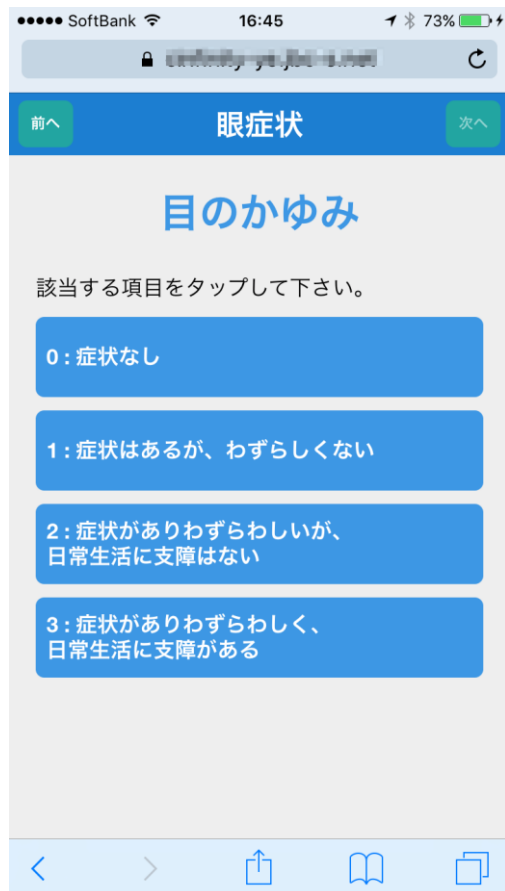 SoftBank 16:45 73%
前へ 眼症状 次へ
目のかゆみ
該当する項目をタップして下さい。
0 : 症状なし
1 : 症状はあるが、わずらしくない
2 : 症状がありわずらわしいが、
日常生活に支障はない
3 : 症状がありわずらわしく、
日常生活に支障がある